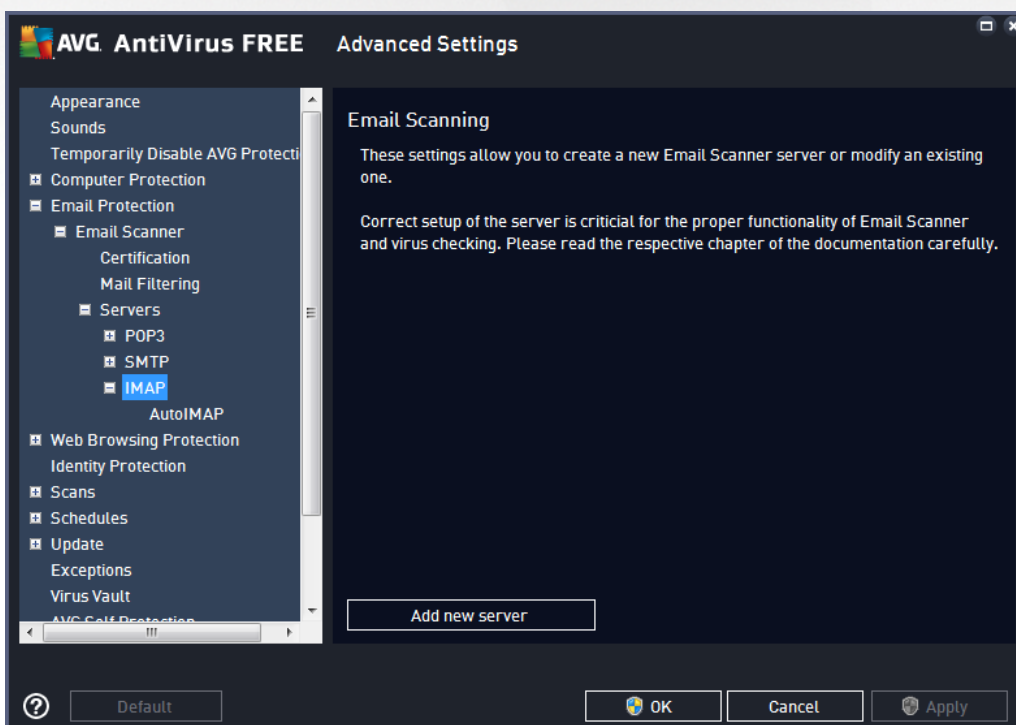 AVG. AntiVirus FREE Advanced Settings
Appearance
Sounds
Temporarily Disable AVG Protecti
Computer Protection
Email Protection
Email Scanner
Certification
Mail Filtering
Servers
POP3
SMTP
IMAP
AutoIMAP
Web Browsing Protection
Identity Protection
Scans
Schedules
Update
Exceptions
Virus Vault
AVG Self Protection
Email Scanning
These settings allow you to create a new Email Scanner server or modify an existing
one.
Correct setup of the server is criticial for the proper functionality of Email Scanner
and virus checking. Please read the respective chapter of the documentation carefully.
Add new server
Default
OK
Cancel
Apply